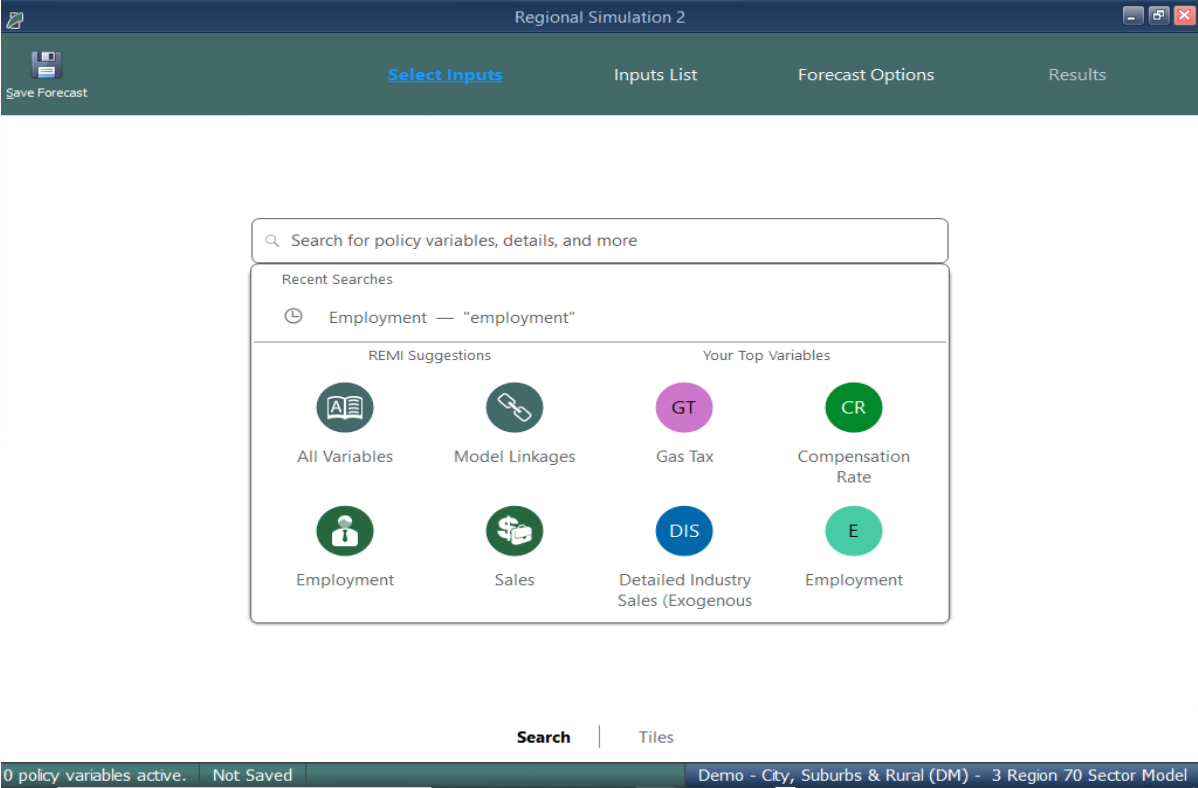 Regional Simulation 2
Save Forecast
Select Inputs
Inputs List
Forecast Options
Results
Search for policy variables, details, and more
Recent Searches
Employment — "employment"
REMI Suggestions
Your Top Variables
A
GT
CR
All Variables
Model Linkages
Gas Tax
Compensation
Rate
$
DIS
E
Employment
Sales
Detailed Industry
Sales (Exogenous
Employment
Search
Tiles
0 policy variables active.
Not Saved
Demo - City, Suburbs & Rural (DM) - 3 Region 70 Sector Model